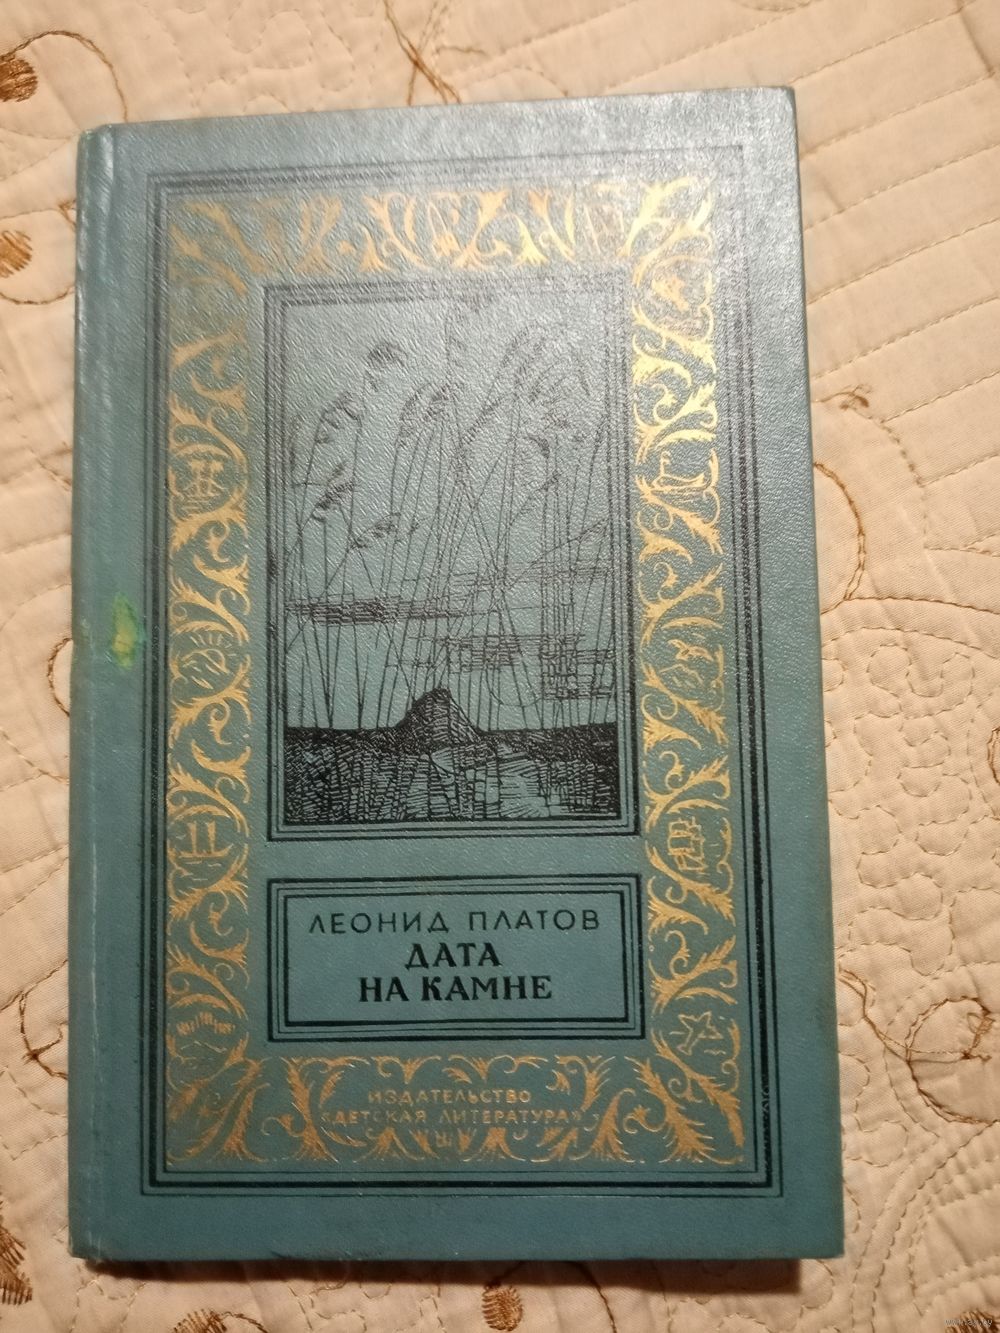 ЛЕОНИД ПЛАТОВ
ДАТА
НА КАМНЕ
ИЗДАТЕЛЬСТВО
«ДЕТСКАЯ ЛИТЕРАТУРА»